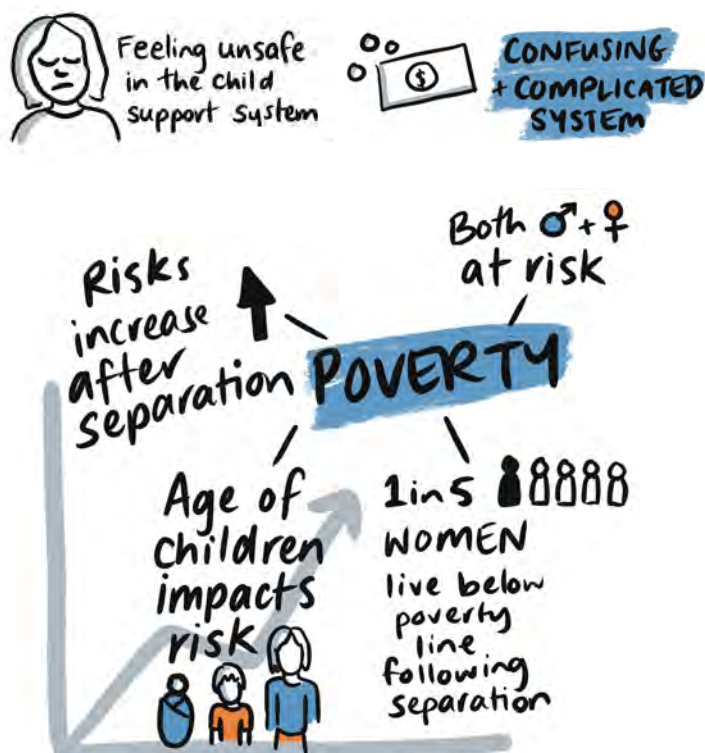 Feeling unsafe
in the child
support system
$
CONFUSING
+ COMPLICATED
SYSTEM
Both ♂ + ♀
at risk
Risks
increase
after
separation
POVERTY
Age of
children
impacts
risk
1 in 5
WOMEN
live below
poverty
line
following
separation